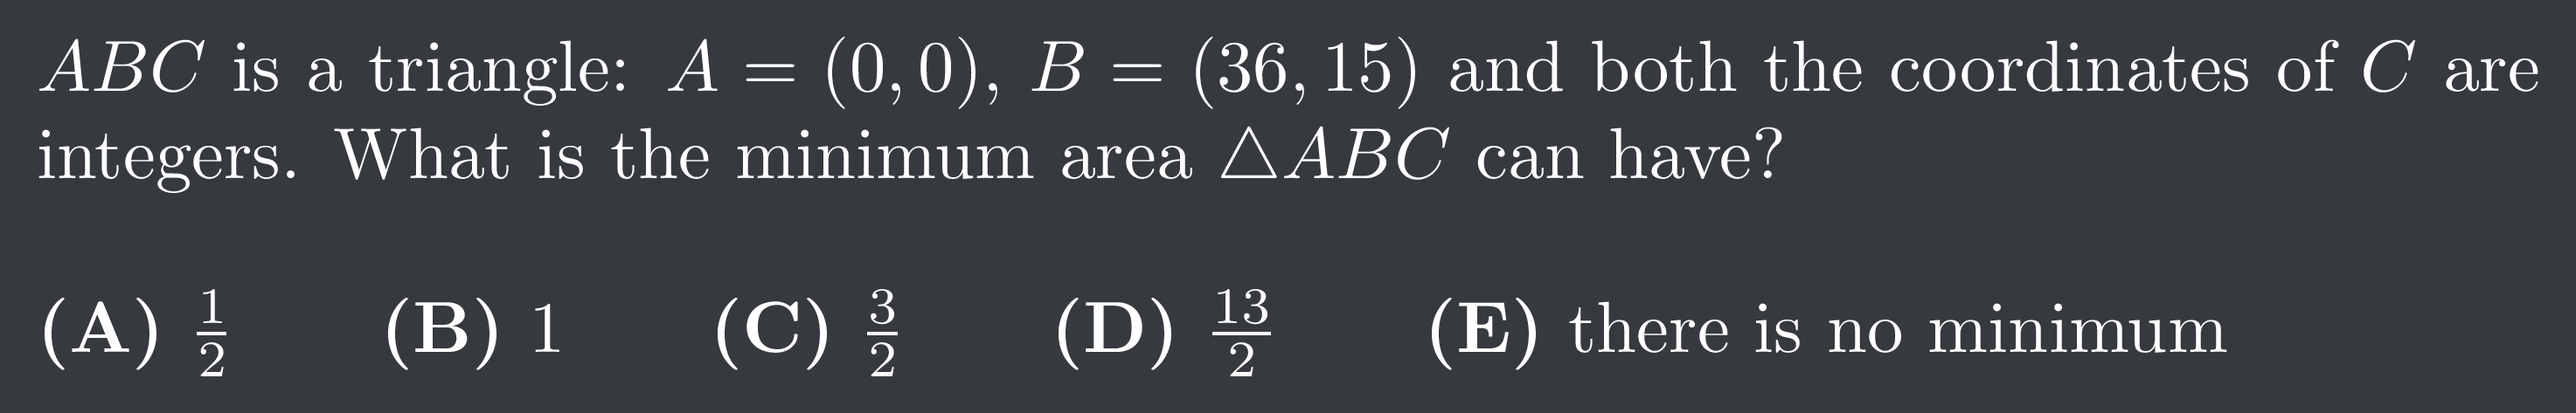 ABC is a triangle: A = (0, 0), B = (36, 15) and both the coordinates of C are
integers. What is the minimum area △ABC can have?
(A) 1/2 (B) 1 (C) 3/2 (D) 13/2 (E) there is no minimum